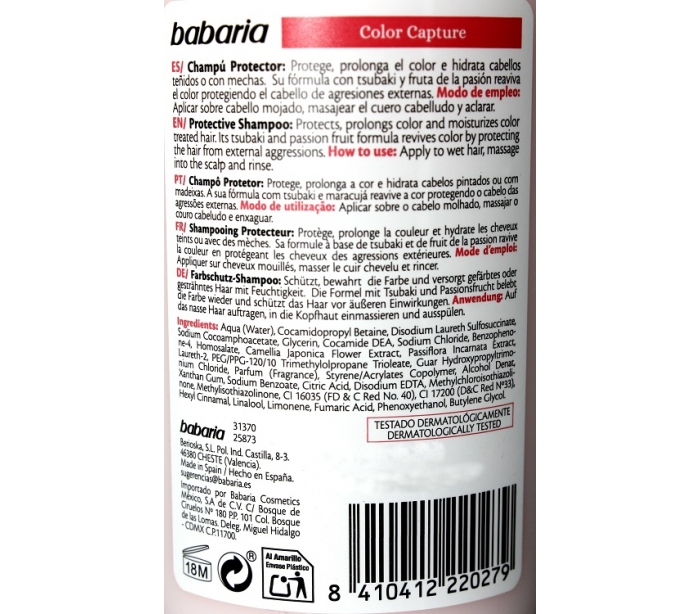 babaria Color Capture
ES/ Champú Protector: Protege, prolonga el color e hidrata cabellos
teñidos o con mechas. Su fórmula con tsubaki y fruta de la pasión reaviva
el color protegiendo el cabello de agresiones externas. Modo de empleo:
Aplicar sobre cabello mojado, masajear el cuero cabelludo y aclarar.
EN/ Protective Shampoo: Protects, prolongs color and moisturizes color
treated hair. Its tsubaki and passion fruit formula revives color by protecting
the hair from external aggressions. How to use: Apply to wet hair, massage
into the scalp and rinse.
PT/ Champô Protetor: Protege, prolonga a cor e hidrata cabelos pintados ou com
madeixas. A sua fórmula com tsubaki e maracujá reavive a cor protegendo o cabelo das
agressões externas. Modo de utilização: Aplicar sobre o cabelo molhado, massajar o
couro cabeludo e enxaguar.
FR/ Shampooing Protecteur: Protège, prolonge la couleur et hydrate les cheveux
teints ou avec des mèches. Sa formule à base de tsubaki et de fruit de la passion ravive
la couleur en protégeant les cheveux des agressions extérieures. Mode d'emploi:
Appliquer sur cheveux mouillés, masser le cuir chevelu et rincer.
DE/ Farbschutz-Shampoo: Schützt, bewahrt die Farbe und versorgt gefärbtes oder
gesträhntes Haar mit Feuchtigkeit. Die Formel mit Tsubaki und Passionsfrucht belebt
die Farbe wieder und schützt das Haar vor äußeren Einwirkungen. Anwendung: Auf
das nasse Haar auftragen, in die Kopfhaut einmassieren und ausspülen.
Ingredients: Aqua (Water), Cocamidopropyl Betaine, Disodium Laureth Sulfosuccinate,
Sodium Cocoamphoacetate, Glycerin, Cocamide DEA, Sodium Chloride, Benzopheno-
ne-4, Homosalate, Camellia Japonica Flower Extract, Passiflora Incarnata Extract,
Laureth-2, PEG/PPG-120/10 Trimethylolpropane Trioleate, Guar Hydroxypropyltrimo-
nium Chloride, Parfum (Fragrance), Styrene/Acrylates Copolymer, Alcohol Denat,
Xanthan Gum, Sodium Benzoate, Citric Acid, Disodium EDTA, Methylchloroisothiazoli-
none, Methylisothiazolinone, CI 16035 (FD & C Red No. 40), CI 17200 (D&C Red Nº33),
Hexyl Cinnamal, Linalool, Limonene, Fumaric Acid, Phenoxyethanol, Butylene Glycol.
TESTADO DERMATOLÓGICAMENTE
DERMATOLOGICALLY TESTED
babaria 31370
25873
Berioska, S.L. Pol. Ind. Castilla, 8-3.
46380 CHESTE (Valencia).
Made in Spain / Hecho en España.
sugerencias@babaria.es
Importado por Babaria Cosmetics
México, S.A de C.V. C/ Bosque de
Ciruelos Nº 180 PP. 101 Col. Bosque
de las Lomas. Deleg. Miguel Hidalgo
- CDMX C.P.11700.
18M
®
Al Amarillo
Envase Plástico
8 410412 220279